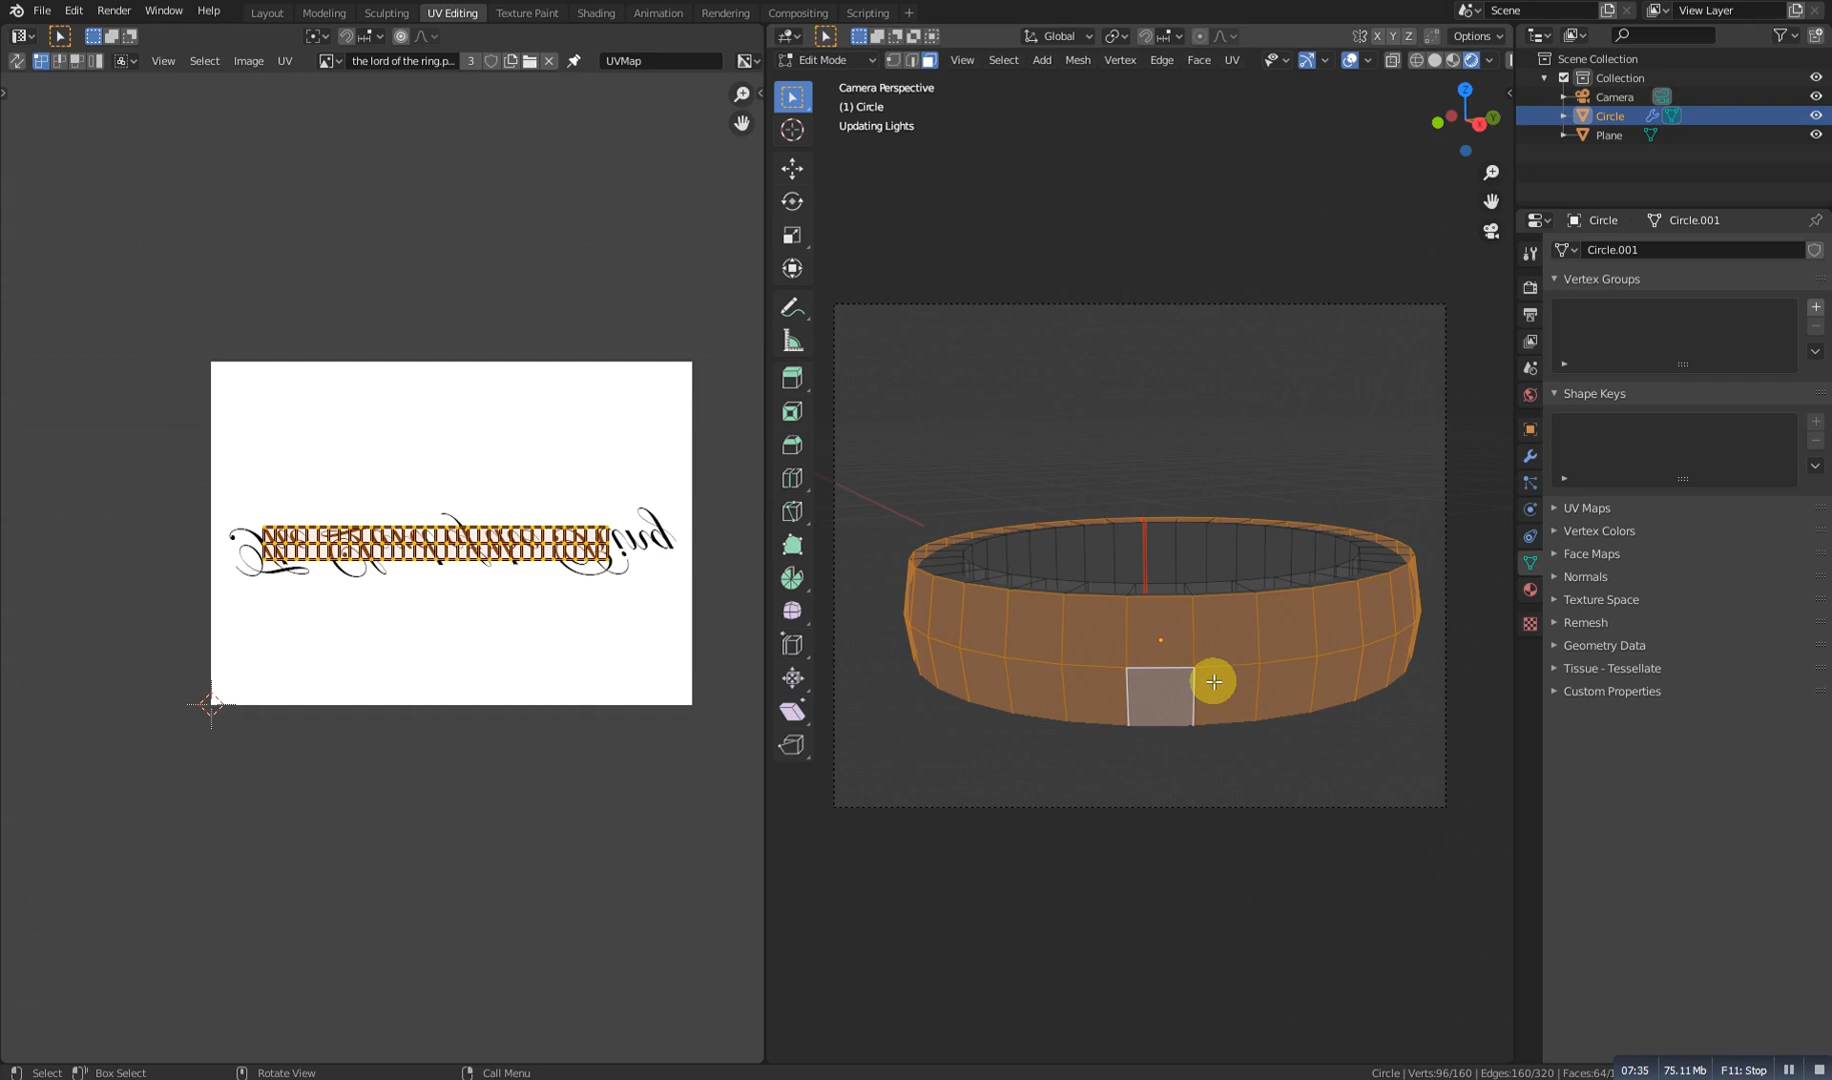 File Edit Render Window Help Layout Modeling Sculpting UV Editing Texture Paint Shading Animation Rendering Compositing Scripting + Scene View Layer
Global X Y Z Options
View Select Image UV the lord of the ring.p... 3 UVMap Edit Mode View Select Add Mesh Vertex Edge Face UV
Camera Perspective
(1) Circle
Updating Lights
Z
Y
X
Scene Collection
Collection
Camera
Circle
Plane
Circle Circle.001
Circle.001
Vertex Groups
Shape Keys
UV Maps
Vertex Colors
Face Maps
Normals
Texture Space
Remesh
Geometry Data
Tissue - Tessellate
Custom Properties
Select Box Select Rotate View Call Menu Circle | Verts:96/160 | Edges:160/320 | Faces:64/1
07:35 75.11Mb F11: Stop